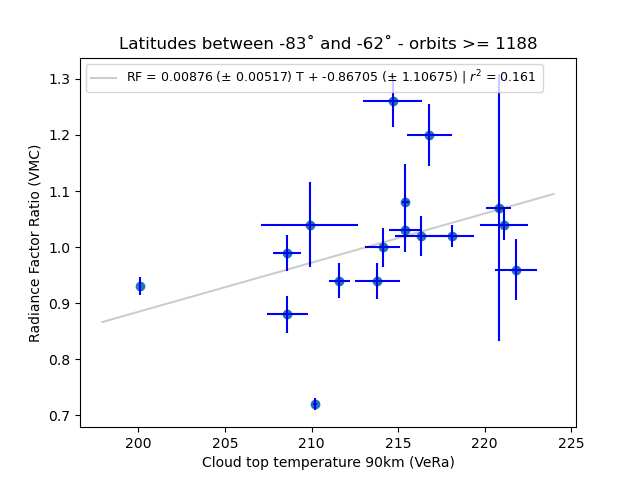 Latitudes between -83˚ and -62˚ - orbits >= 1188
RF = 0.00876 (± 0.00517) T + -0.86705 (± 1.10675) | r² = 0.161
Radiance Factor Ratio (VMC)
1.3
1.2
1.1
1.0
0.9
0.8
0.7
200 205 210 215 220 225
Cloud top temperature 90km (VeRa)